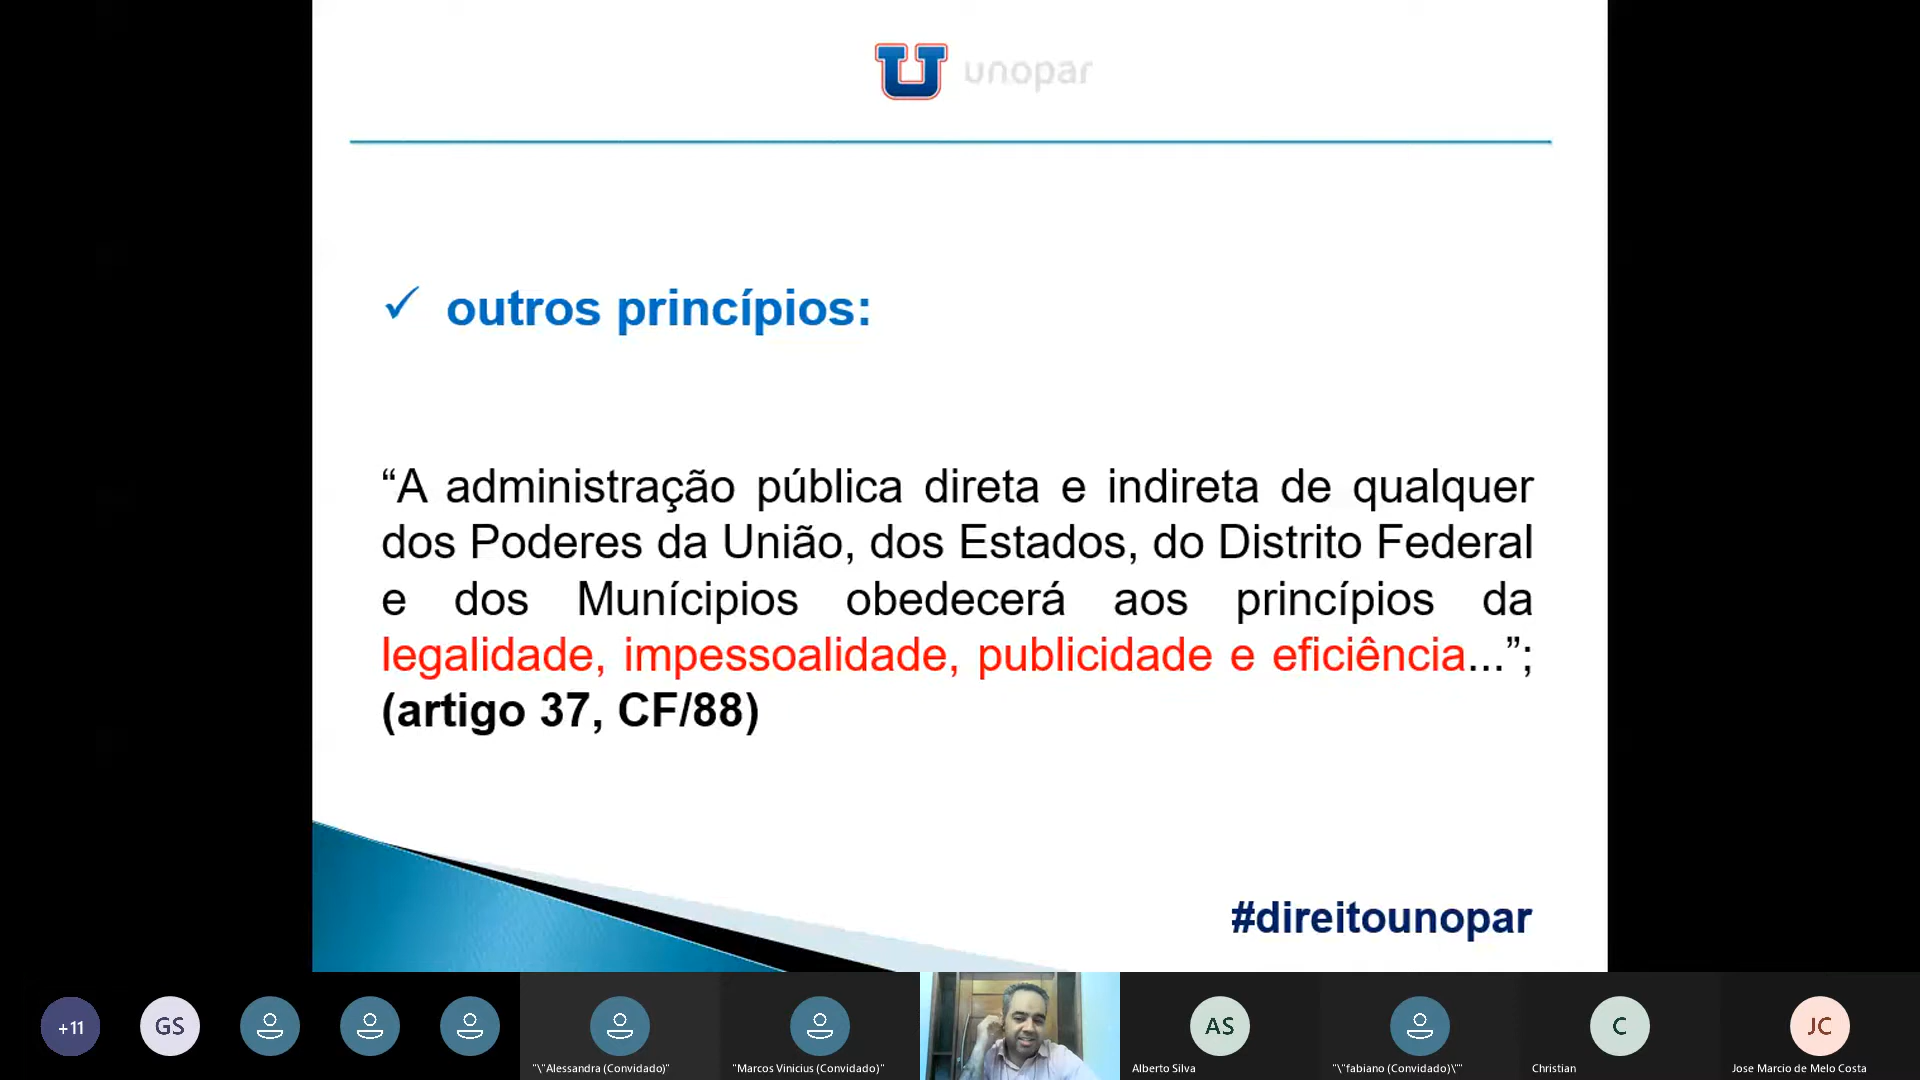 unopar
outros princípios:
“A administração pública direta e indireta de qualquer
dos Poderes da União, dos Estados, do Distrito Federal
e dos Munícipios obedecerá aos princípios da
legalidade, impessoalidade, publicidade e eficiência...”;
(artigo 37, CF/88)
#direitounopar
+11
GS
"\"Alessandra (Convidado)"
"Marcos Vinicius (Convidado)"
AS
Alberto Silva
"\"fabiano (Convidado)\""
C
Christian
JC
Jose Marcio de Melo Costa